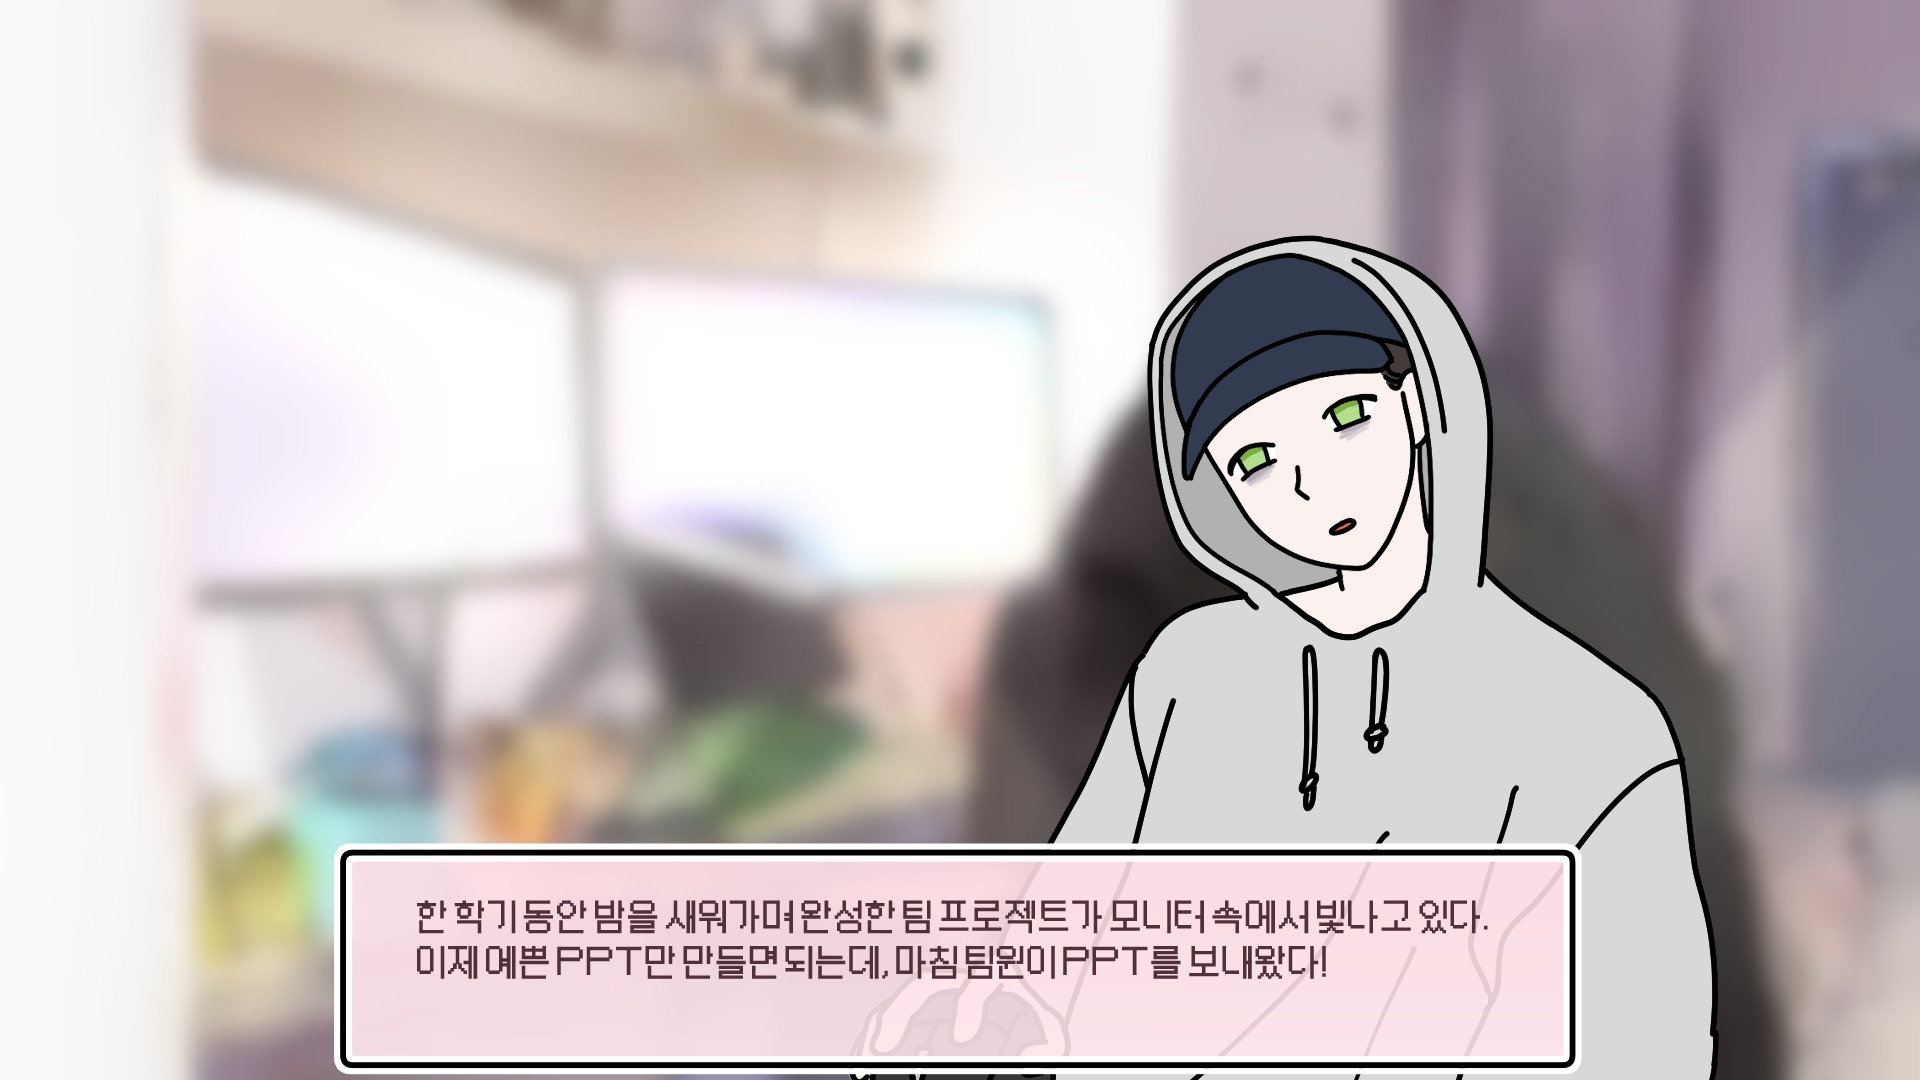 한 학기 동안 밤을 새워가며 완성한 팀 프로젝트가 모니터 속에서 빛나고 있다.
이제 예쁜 PPT만 만들면 되는데, 마침 팀원이 PPT를 보내왔다!